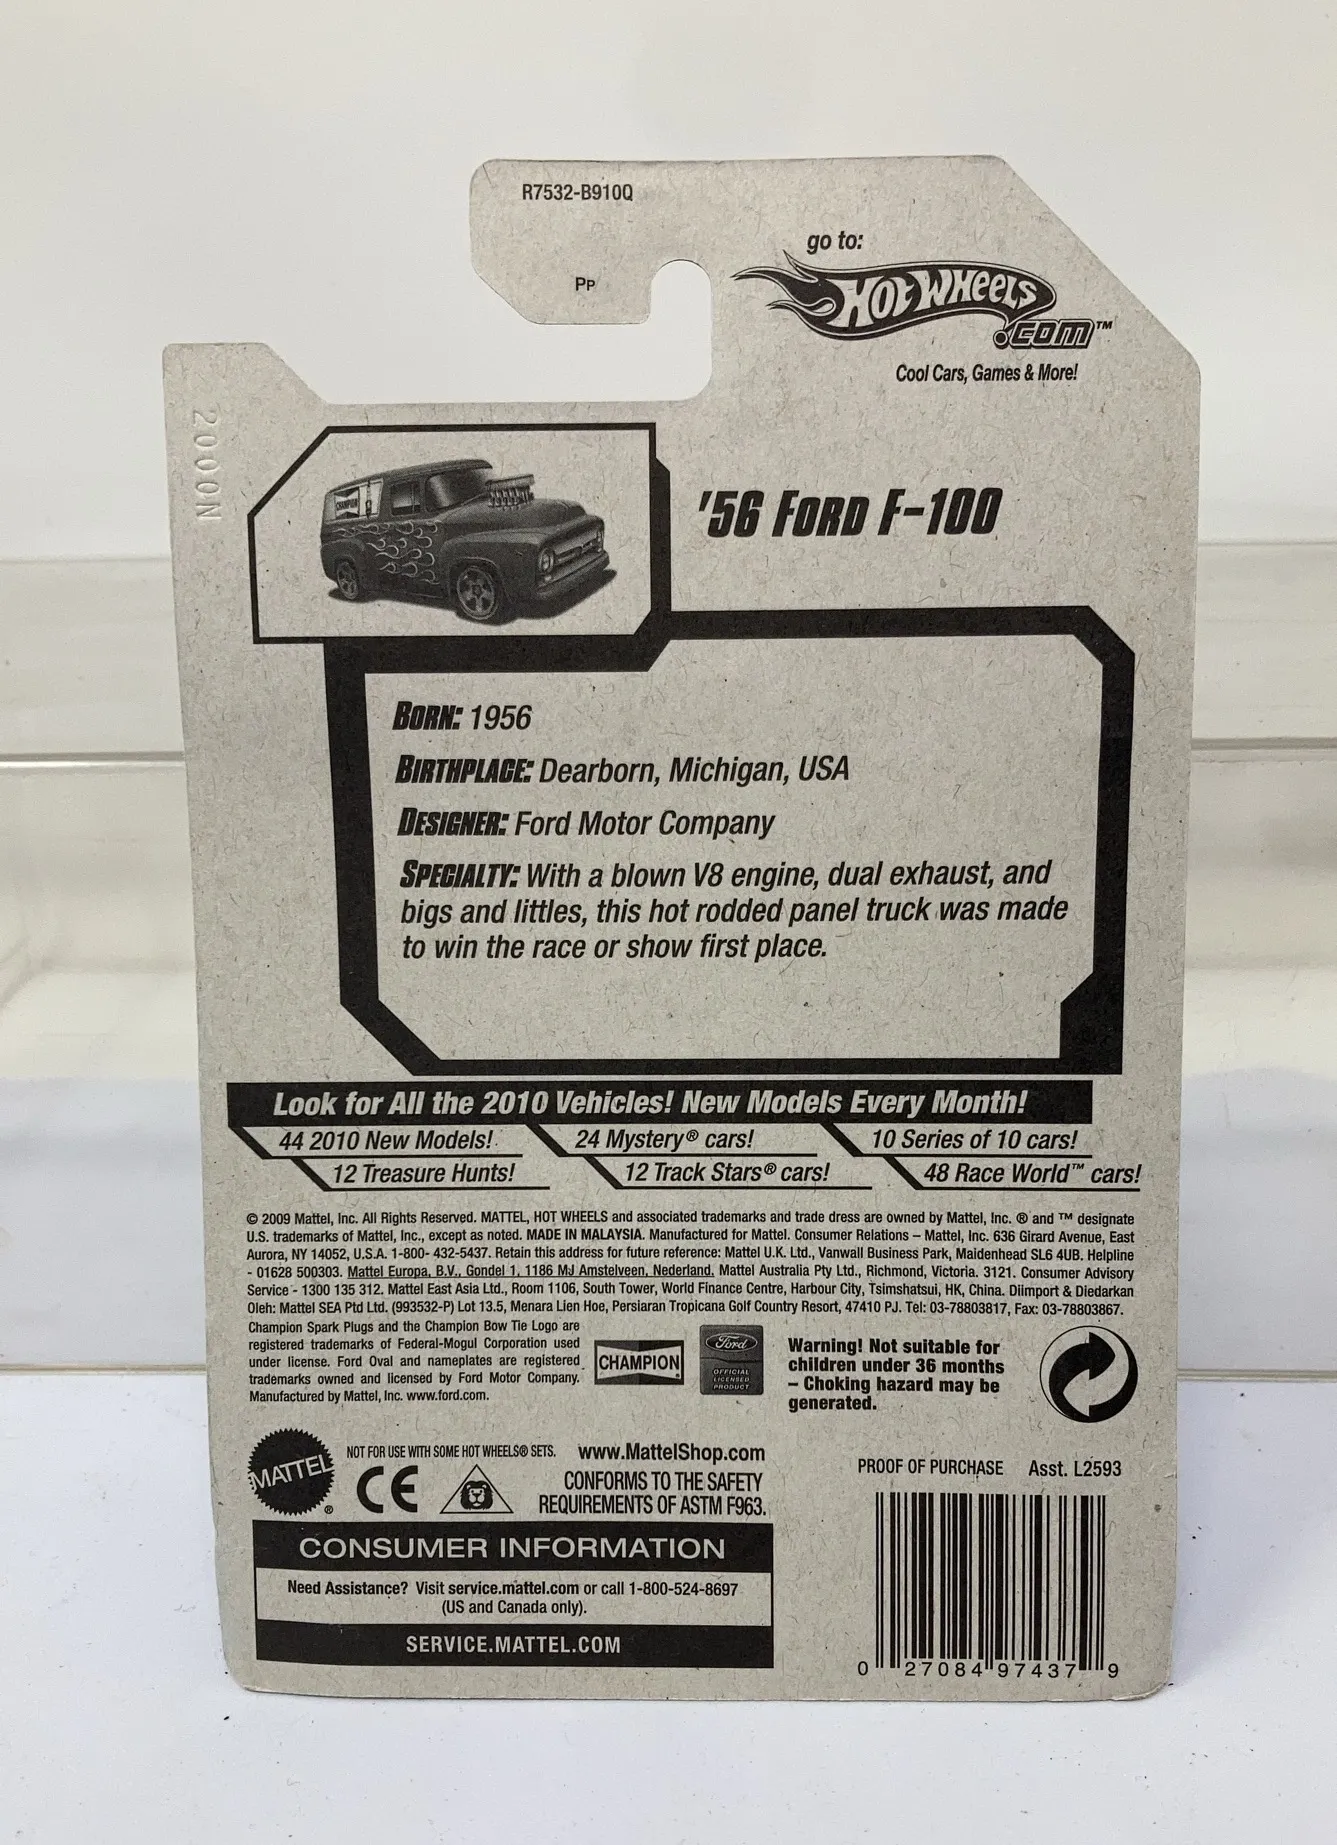 R7532-B910Q
PP
go to:
HOT WHEELS
.COM™
Cool Cars, Games & More!
2000N
CHAMPION
'56 FORD F-100
BORN: 1956
BIRTHPLACE: Dearborn, Michigan, USA
DESIGNER: Ford Motor Company
SPECIALTY: With a blown V8 engine, dual exhaust, and
bigs and littles, this hot rodded panel truck was made
to win the race or show first place.
Look for All the 2010 Vehicles! New Models Every Month!
44 2010 New Models! 24 Mystery® cars! 10 Series of 10 cars!
12 Treasure Hunts! 12 Track Stars® cars! 48 Race World™ cars!
© 2009 Mattel, Inc. All Rights Reserved. MATTEL, HOT WHEELS and associated trademarks and trade dress are owned by Mattel, Inc. ® and ™ designate
U.S. trademarks of Mattel, Inc., except as noted. MADE IN MALAYSIA. Manufactured for Mattel. Consumer Relations – Mattel, Inc. 636 Girard Avenue, East
Aurora, NY 14052, U.S.A. 1-800- 432-5437. Retain this address for future reference: Mattel U.K. Ltd., Vanwall Business Park, Maidenhead SL6 4UB. Helpline
- 01628 500303. Mattel Europa, B.V., Gondel 1, 1186 MJ Amstelveen, Nederland. Mattel Australia Pty Ltd., Richmond, Victoria. 3121. Consumer Advisory
Service - 1300 135 312. Mattel East Asia Ltd., Room 1106, South Tower, World Finance Centre, Harbour City, Tsimshatsui, HK, China. Diimport & Diedarkan
Oleh: Mattel SEA Ptd Ltd. (993532-P) Lot 13.5, Menara Lien Hoe, Persiaran Tropicana Golf Country Resort, 47410 PJ. Tel: 03-78803817, Fax: 03-78803867.
Champion Spark Plugs and the Champion Bow Tie Logo are
registered trademarks of Federal-Mogul Corporation used
under license. Ford Oval and nameplates are registered
trademarks owned and licensed by Ford Motor Company.
Manufactured by Mattel, Inc. www.ford.com.
CHAMPION
Ford
OFFICIAL
LICENSED
PRODUCT
Warning! Not suitable for
children under 36 months
– Choking hazard may be
generated.
MATTEL®
NOT FOR USE WITH SOME HOT WHEELS® SETS. www.MattelShop.com
CE
CONFORMS TO THE SAFETY
REQUIREMENTS OF ASTM F963.
PROOF OF PURCHASE Asst. L2593
CONSUMER INFORMATION
Need Assistance? Visit service.mattel.com or call 1-800-524-8697
(US and Canada only).
SERVICE.MATTEL.COM
0 27084 97437 9